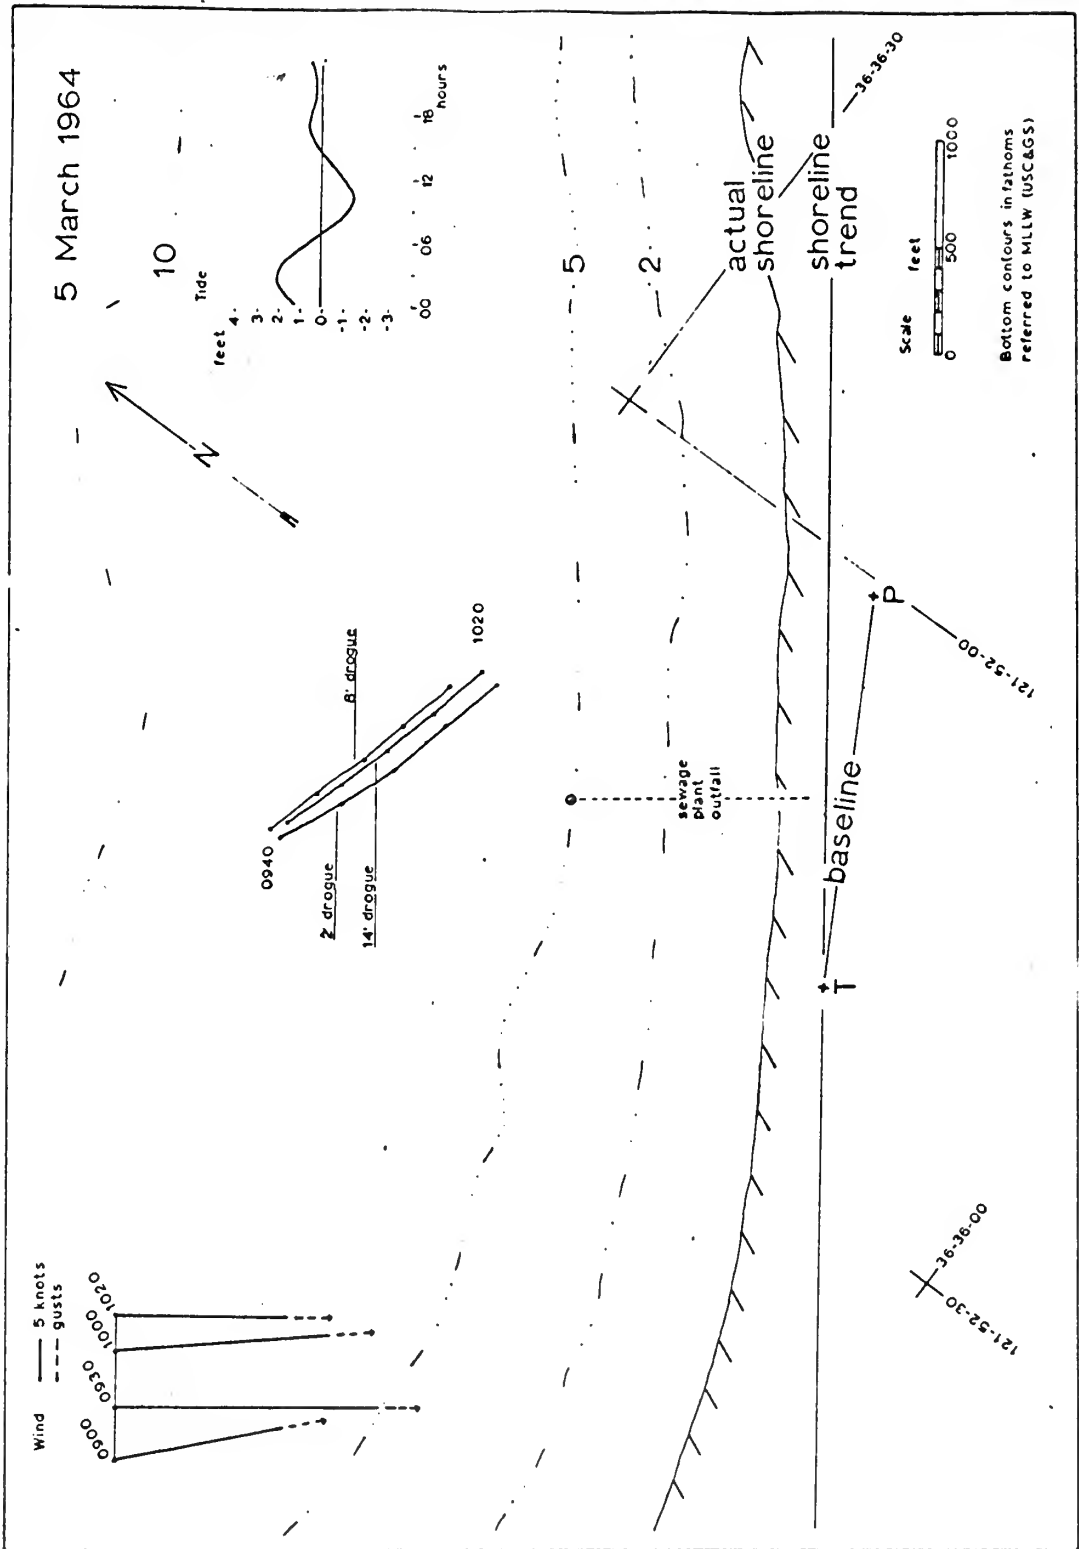 5 March 1964
10
Tide
feet
4-
3-
2-
1-
0-
-1-
-2-
-3-
00 06 12 18
hours
Wind
5 knots
gusts
0900 0930 1000 1020
N
0940
1020
2' drogue
14' drogue
8' drogue
5
2
sewage
plant
outfall
actual
shoreline
shoreline
trend
36-36-30
T
baseline
P
121-52-00
36-36-00
121-52-30
Scale feet
0 500 1000
Bottom contours in fathoms
referred to MLLW (USC&GS)